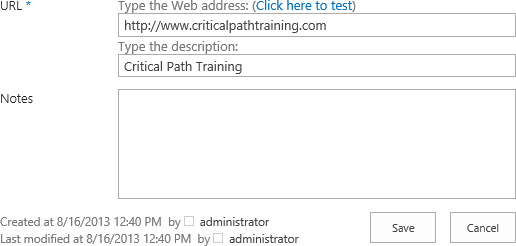 URL * Type the Web address: (Click here to test)
http://www.criticalpathtraining.com
Type the description:
Critical Path Training
Notes
Created at 8/16/2013 12:40 PM by administrator
Last modified at 8/16/2013 12:40 PM by administrator
Save Cancel